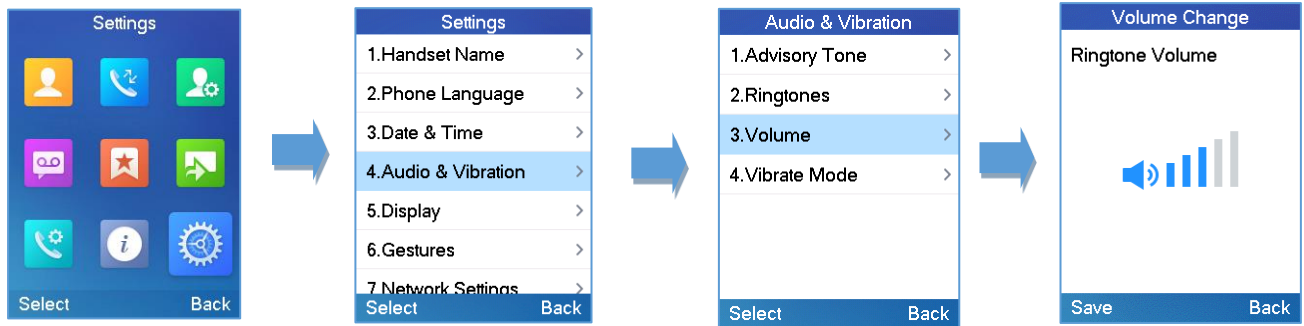 Settings
i
Select Back
Settings
1.Handset Name
2.Phone Language
3.Date & Time
4.Audio & Vibration
5.Display
6.Gestures
7.Network Settings
Select Back
Audio & Vibration
1.Advisory Tone
2.Ringtones
3.Volume
4.Vibrate Mode
Select Back
Volume Change
Ringtone Volume
Save Back